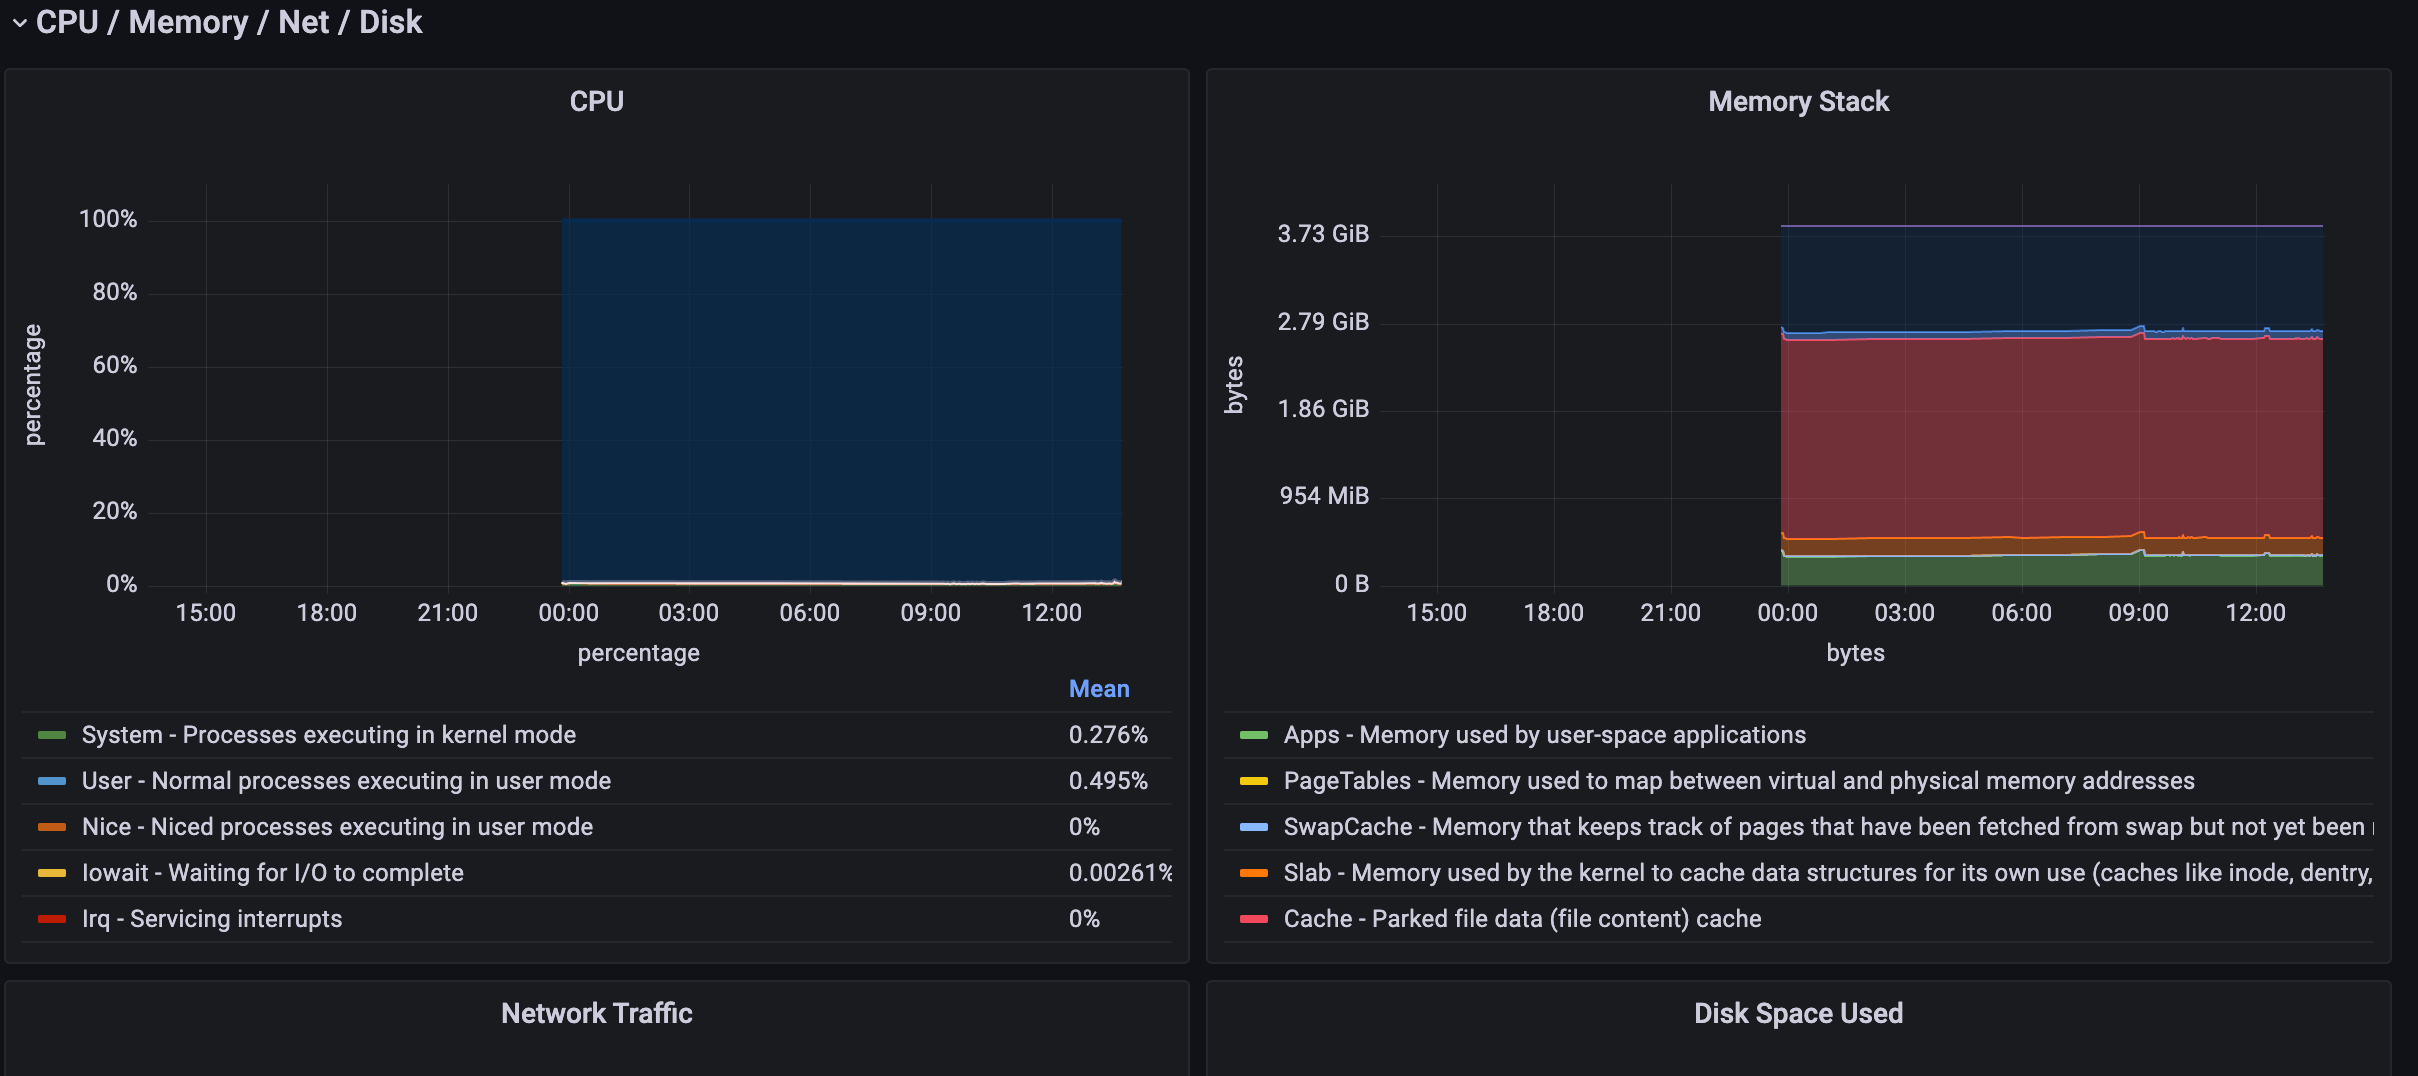 CPU / Memory / Net / Disk
CPU
percentage
100%
80%
60%
40%
20%
0%
15:00 18:00 21:00 00:00 03:00 06:00 09:00 12:00
percentage
Mean
System - Processes executing in kernel mode 0.276%
User - Normal processes executing in user mode 0.495%
Nice - Niced processes executing in user mode 0%
Iowait - Waiting for I/O to complete 0.00261%
Irq - Servicing interrupts 0%
Memory Stack
bytes
3.73 GiB
2.79 GiB
1.86 GiB
954 MiB
0 B
15:00 18:00 21:00 00:00 03:00 06:00 09:00 12:00
bytes
Apps - Memory used by user-space applications
PageTables - Memory used to map between virtual and physical memory addresses
SwapCache - Memory that keeps track of pages that have been fetched from swap but not yet been
Slab - Memory used by the kernel to cache data structures for its own use (caches like inode, dentry,
Cache - Parked file data (file content) cache
Network Traffic
Disk Space Used